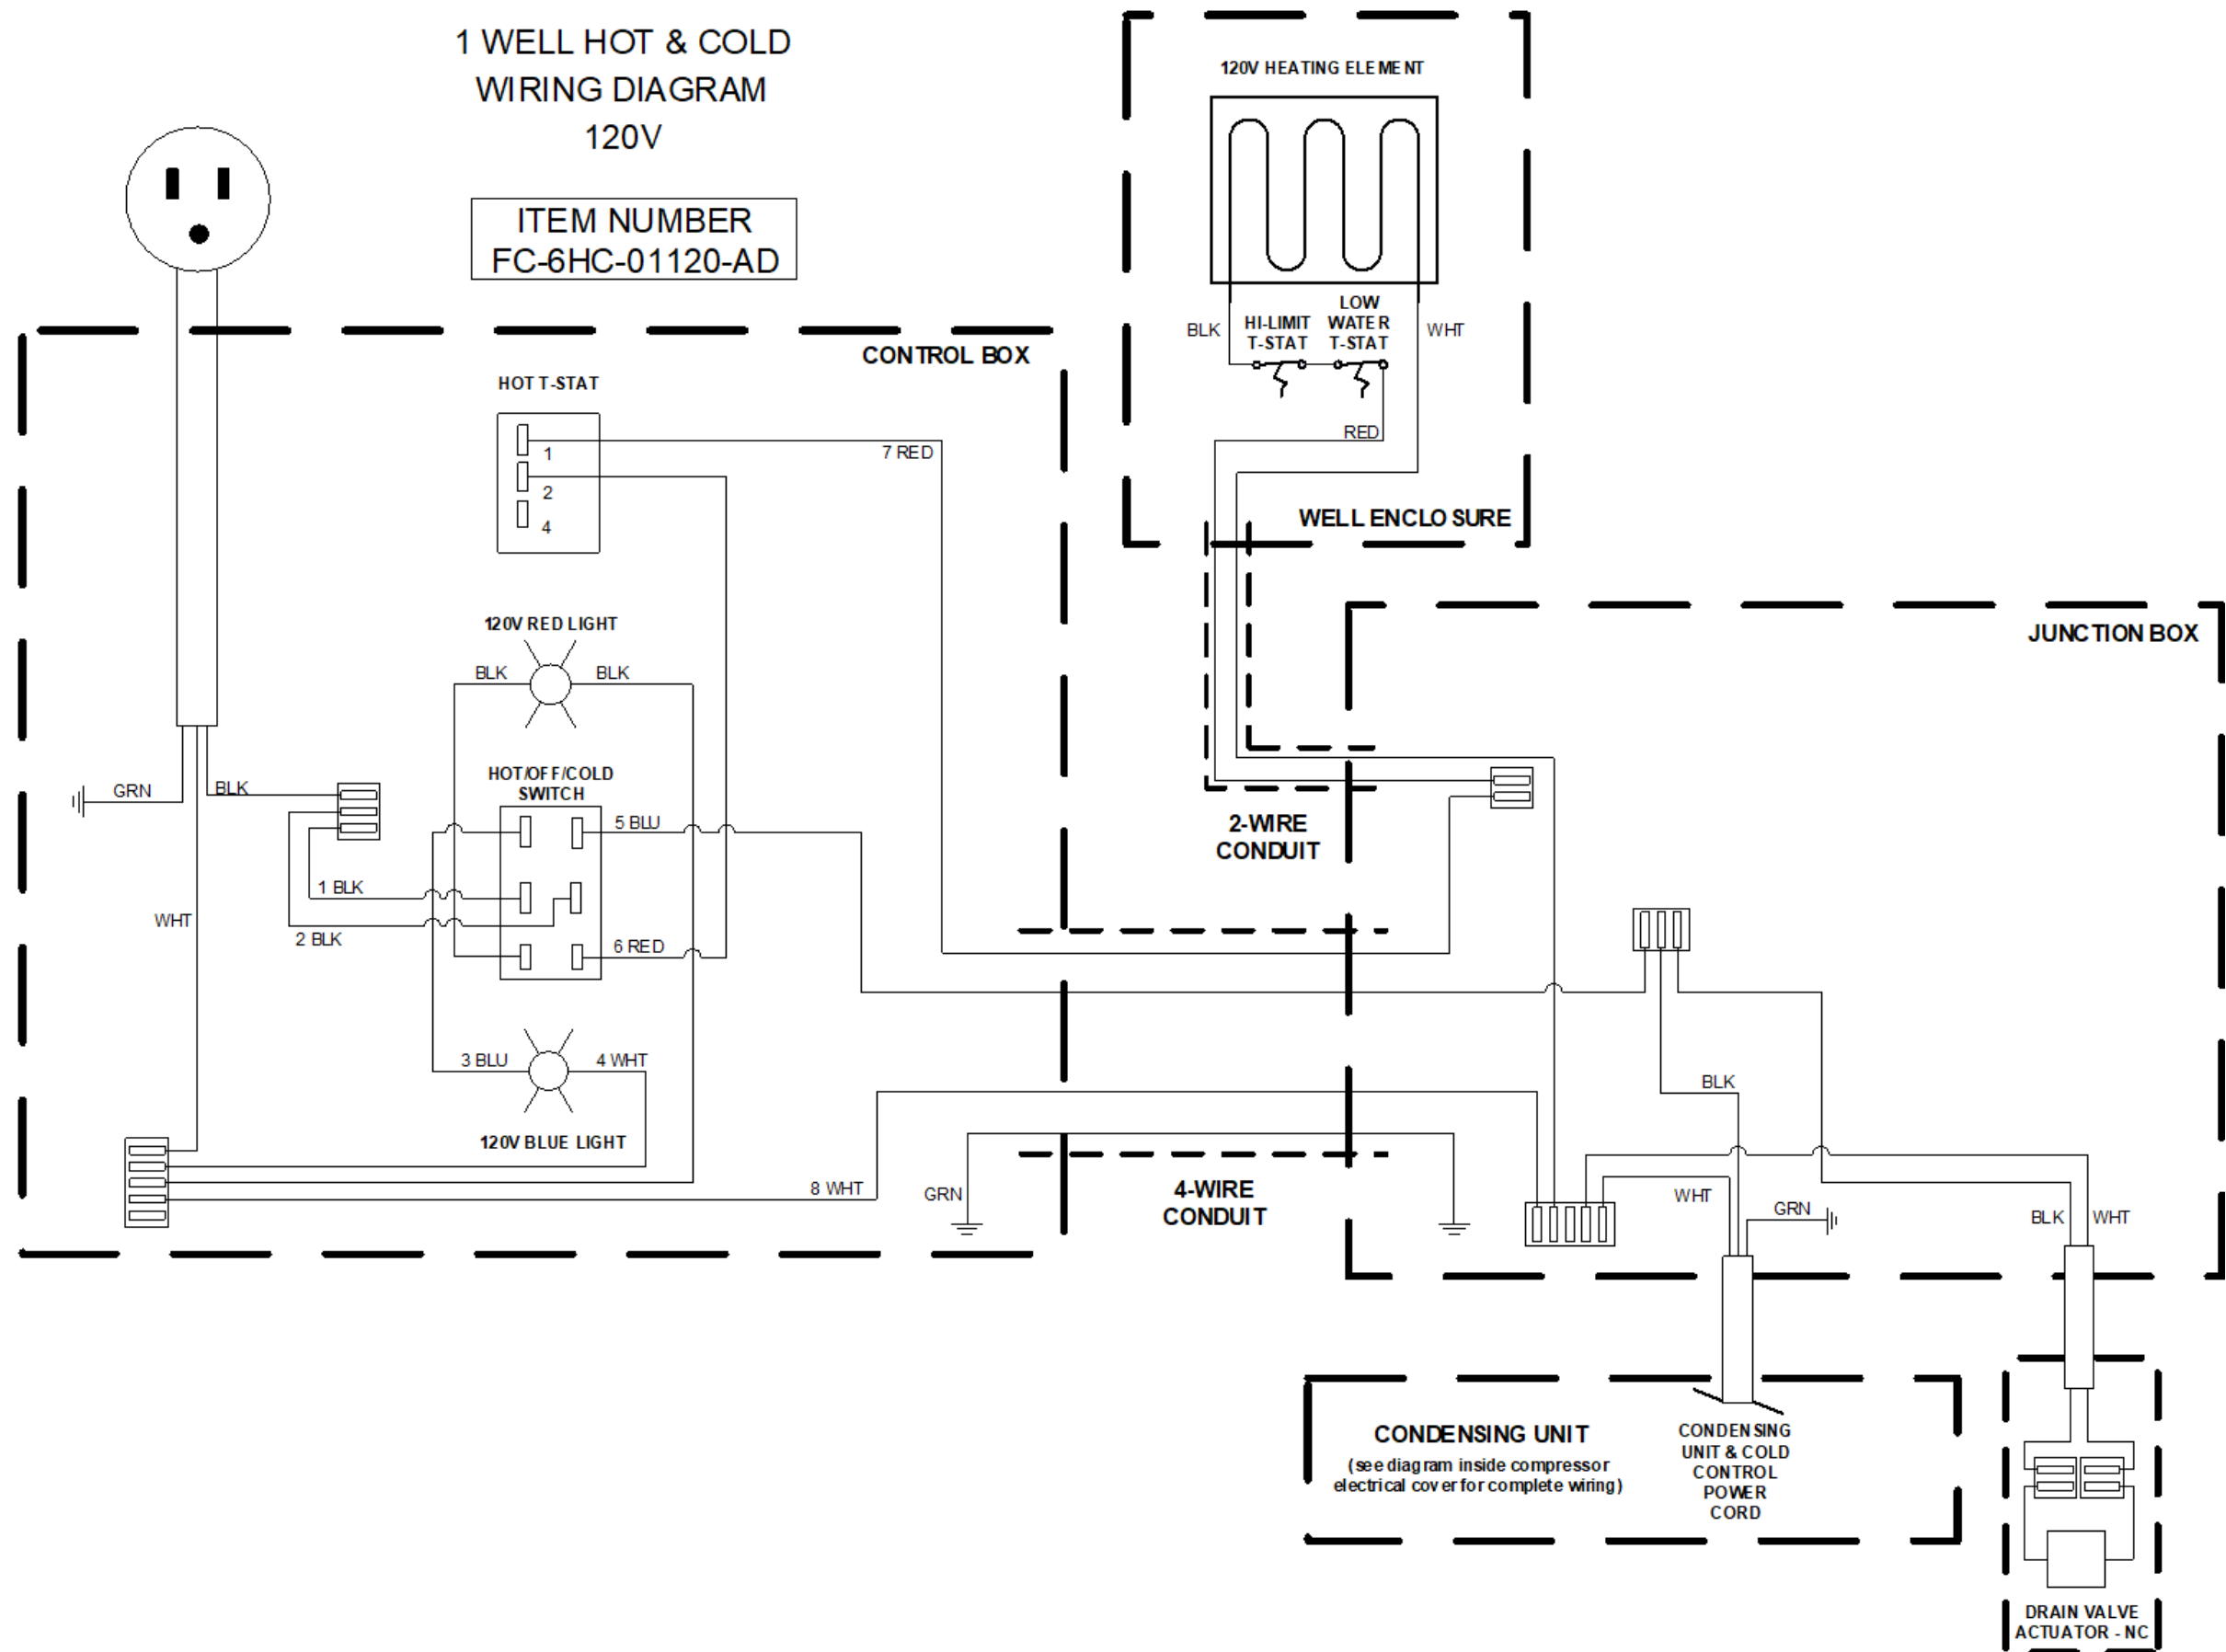 1 WELL HOT & COLD
WIRING DIAGRAM
120V
ITEM NUMBER
FC-6HC-01120-AD
120V HEATING ELEMENT
BLK
HI-LIMIT
T-STAT
LOW
WATER
T-STAT
WHT
RED
WELL ENCLOSURE
CONTROL BOX
HOT T-STAT
1
2
4
7 RED
120V RED LIGHT
BLK
BLK
JUNCTION BOX
GRN
BLK
HOT/OFF/COLD
SWITCH
5 BLU
1 BLK
2 BLK
WHT
6 RED
2-WIRE
CONDUIT
3 BLU
4 WHT
120V BLUE LIGHT
BLK
8 WHT
GRN
4-WIRE
CONDUIT
WHT
GRN
BLK
WHT
CONDENSING UNIT
(see diagram inside compressor
electrical cover for complete wiring)
CONDENSING
UNIT & COLD
CONTROL
POWER
CORD
DRAIN VALVE
ACTUATOR - NC